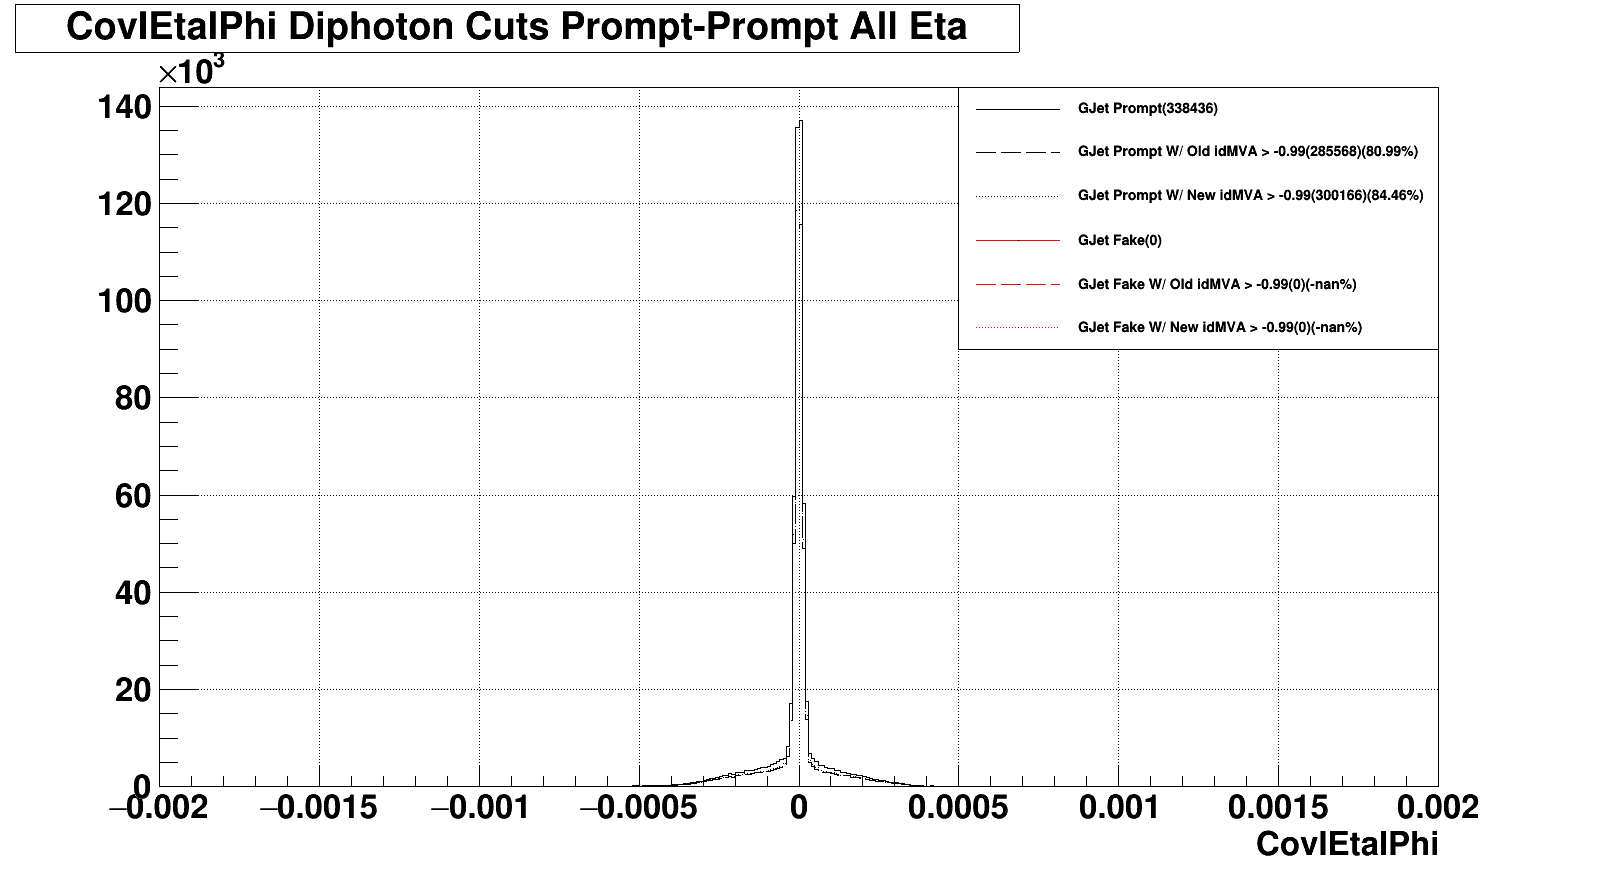 CovIEtaIPhi Diphoton Cuts Prompt-Prompt All Eta
×10³
140
120
100
80
60
40
20
0
GJet Prompt(338436)
GJet Prompt W/ Old idMVA > -0.99(285568)(80.99%)
GJet Prompt W/ New idMVA > -0.99(300166)(84.46%)
GJet Fake(0)
GJet Fake W/ Old idMVA > -0.99(0)(-nan%)
GJet Fake W/ New idMVA > -0.99(0)(-nan%)
−0.002 −0.0015 −0.001 −0.0005 0 0.0005 0.001 0.0015 0.002
CovIEtaIPhi